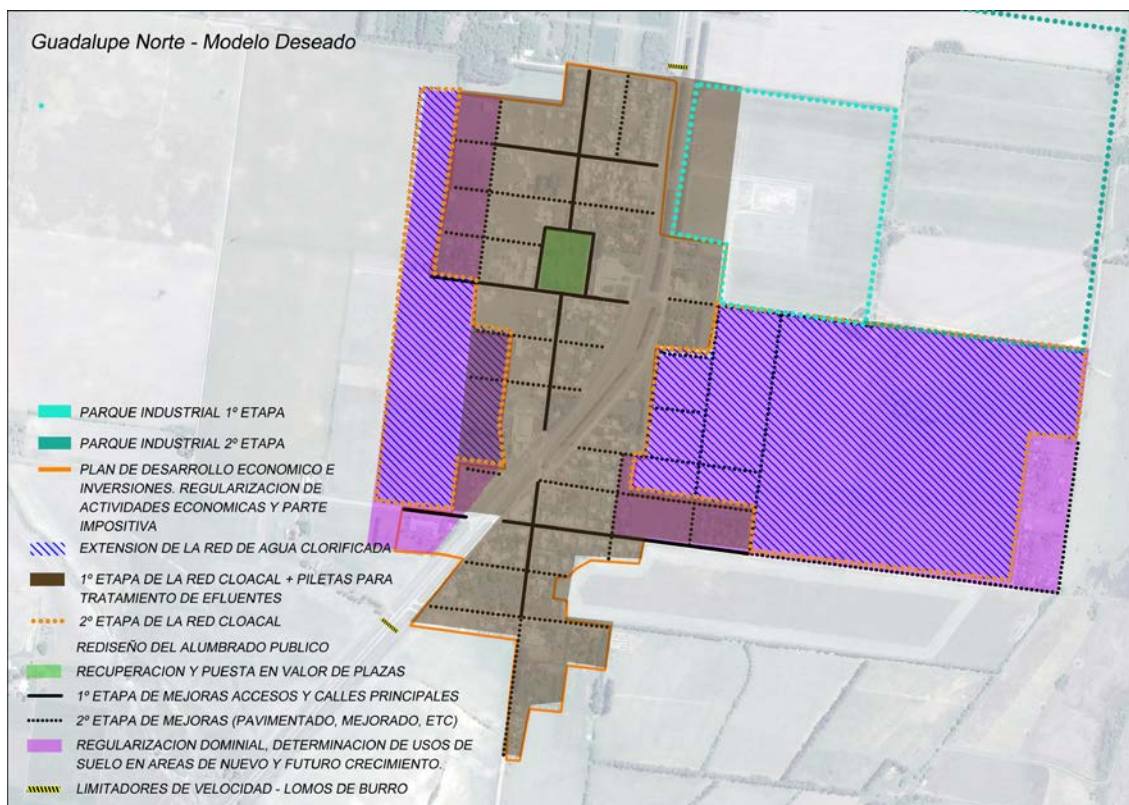 Guadalupe Norte - Modelo Deseado
PARQUE INDUSTRIAL 1º ETAPA
PARQUE INDUSTRIAL 2º ETAPA
PLAN DE DESARROLLO ECONOMICO E
INVERSIONES. REGULARIZACION DE
ACTIVIDADES ECONOMICAS Y PARTE
IMPOSITIVA
EXTENSION DE LA RED DE AGUA CLORIFICADA
1º ETAPA DE LA RED CLOACAL + PILETAS PARA
TRATAMIENTO DE EFLUENTES
2º ETAPA DE LA RED CLOACAL
REDISEÑO DEL ALUMBRADO PUBLICO
RECUPERACION Y PUESTA EN VALOR DE PLAZAS
1º ETAPA DE MEJORAS ACCESOS Y CALLES PRINCIPALES
2º ETAPA DE MEJORAS (PAVIMENTADO, MEJORADO, ETC)
REGULARIZACION DOMINIAL, DETERMINACION DE USOS DE
SUELO EN AREAS DE NUEVO Y FUTURO CRECIMIENTO.
LIMITADORES DE VELOCIDAD - LOMOS DE BURRO